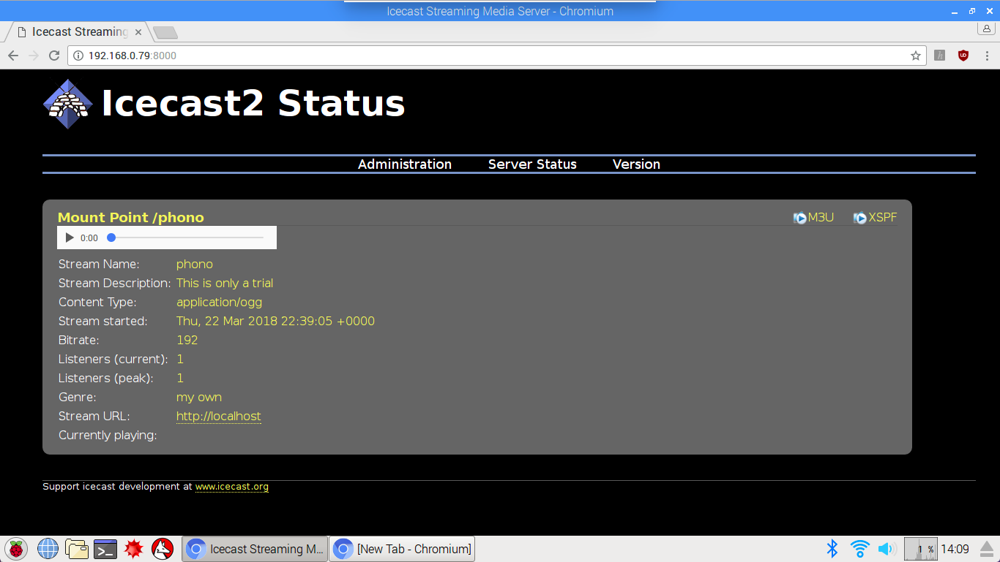 Icecast Streaming Media Server - Chromium
Icecast Streaming
192.168.0.79:8000
Icecast2 Status
Administration Server Status Version
Mount Point /phono M3U XSPF
0:00
Stream Name: phono
Stream Description: This is only a trial
Content Type: application/ogg
Stream started: Thu, 22 Mar 2018 22:39:05 +0000
Bitrate: 192
Listeners (current): 1
Listeners (peak): 1
Genre: my own
Stream URL: http://localhost
Currently playing:
Support icecast development at www.icecast.org
Icecast Streaming M... [New Tab - Chromium] 1 % 14:09